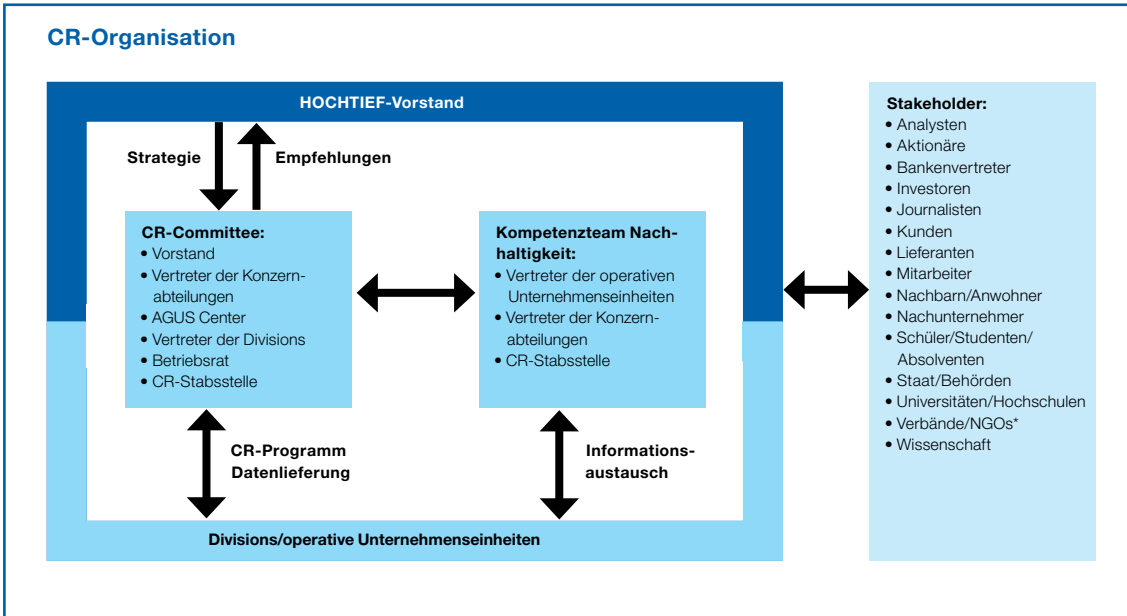 CR-Organisation
HOCHTIEF-Vorstand
Strategie
Empfehlungen
CR-Committee:
• Vorstand
• Vertreter der Konzern-
abteilungen
• AGUS Center
• Vertreter der Divisions
• Betriebsrat
• CR-Stabsstelle
Kompetenzteam Nach-
haltigkeit:
• Vertreter der operativen
Unternehmenseinheiten
• Vertreter der Konzern-
abteilungen
• CR-Stabsstelle
CR-Programm
Datenlieferung
Informations-
austausch
Divisions/operative Unternehmenseinheiten
Stakeholder:
• Analysten
• Aktionäre
• Bankenvertreter
• Investoren
• Journalisten
• Kunden
• Lieferanten
• Mitarbeiter
• Nachbarn/Anwohner
• Nachunternehmer
• Schüler/Studenten/
Absolventen
• Staat/Behörden
• Universitäten/Hochschulen
• Verbände/NGOs*
• Wissenschaft